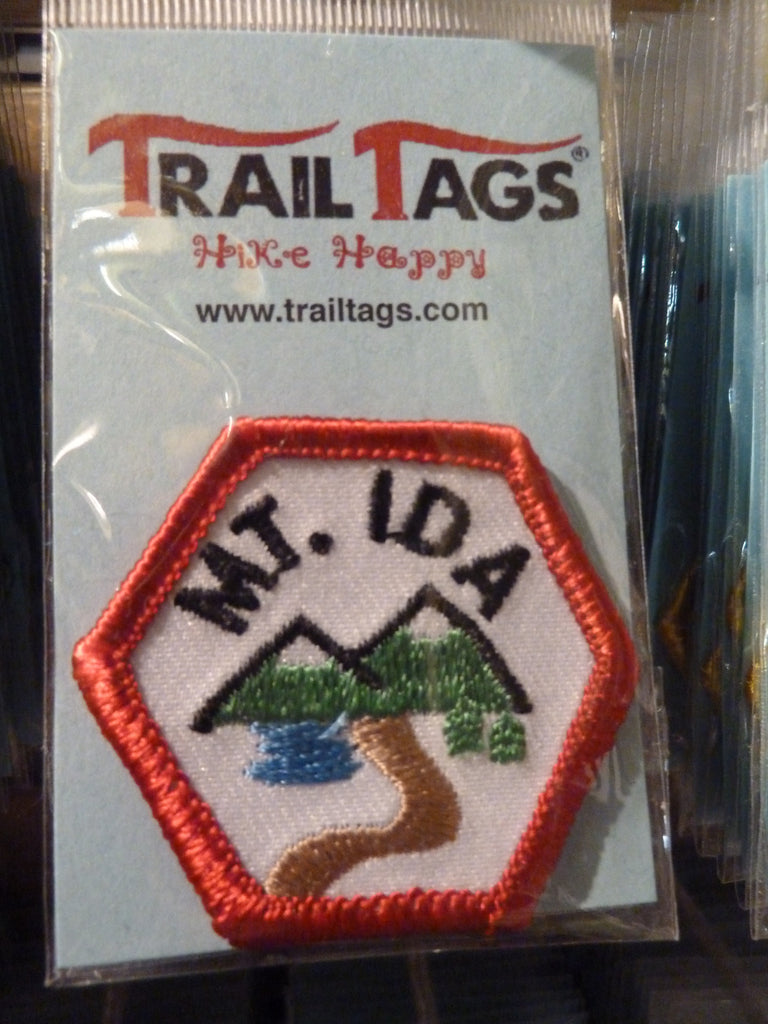 TRAIL TAGS®
Hike Happy
www.trailtags.com
MT. IDA